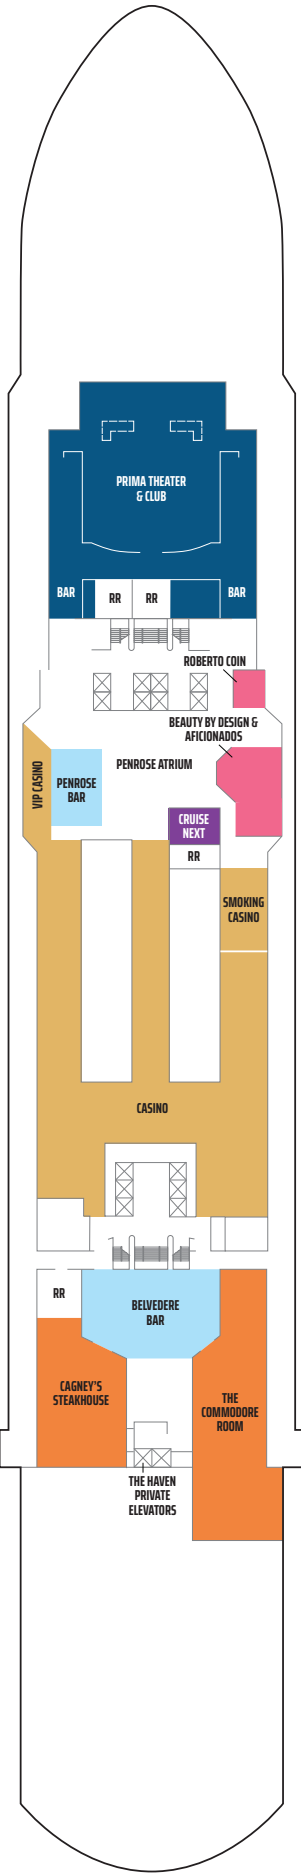 PRIMA THEATER
& CLUB
BAR
RR
RR
BAR
ROBERTO COIN
BEAUTY BY DESIGN &
AFICIONADOS
PENROSE ATRIUM
VIP CASINO
PENROSE
BAR
CRUISE
NEXT
RR
SMOKING
CASINO
CASINO
RR
BELVEDERE
BAR
CAGNEY'S
STEAKHOUSE
THE
COMMODORE
ROOM
THE HAVEN
PRIVATE
ELEVATORS